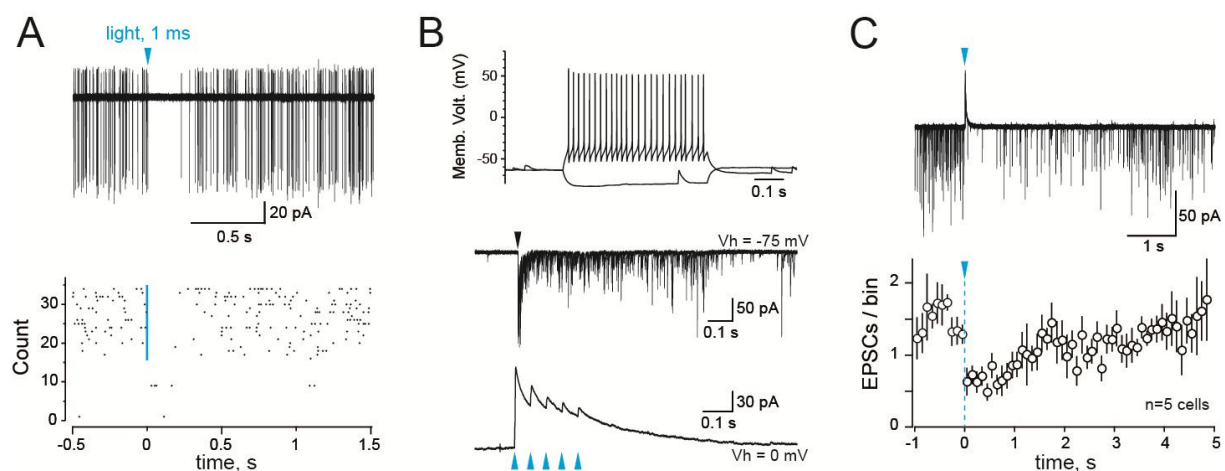 A
light, 1 ms
20 pA
0.5 s
Count
30
20
10
0
-0.5
0
0.5
1
1.5
time, s
B
Memb. Volt. (mV)
50
0
-50
0.1 s
Vh = -75 mV
50 pA
0.1 s
30 pA
0.1 s
Vh = 0 mV
C
50 pA
1 s
EPSCs / bin
2
1
0
n=5 cells
-1
0
1
2
3
4
5
time, s